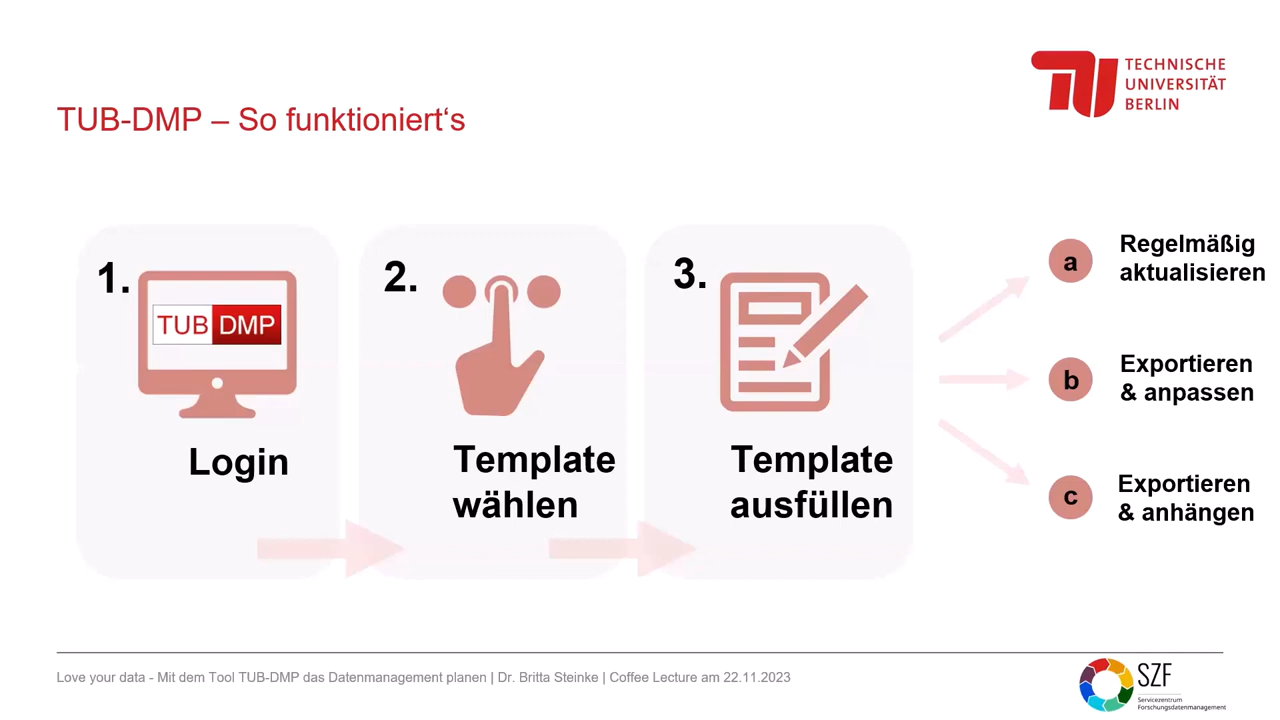 TECHNISCHE
UNIVERSITÄT
BERLIN
TUB-DMP – So funktioniert‘s
1.
TUB DMP
Login
2.
Template
wählen
3.
Template
ausfüllen
a
Regelmäßig
aktualisieren
b
Exportieren
& anpassen
c
Exportieren
& anhängen
Love your data - Mit dem Tool TUB-DMP das Datenmanagement planen | Dr. Britta Steinke | Coffee Lecture am 22.11.2023
SZF
Servicezentrum
Forschungsdatenmanagement